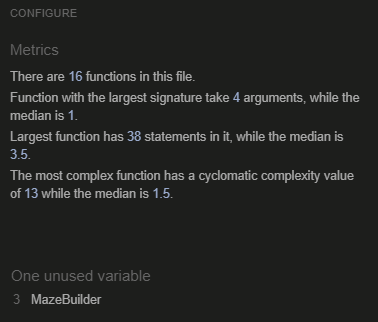 CONFIGURE
Metrics
There are 16 functions in this file.
Function with the largest signature take 4 arguments, while the
median is 1.
Largest function has 38 statements in it, while the median is
3.5.
The most complex function has a cyclomatic complexity value
of 13 while the median is 1.5.
One unused variable
3 MazeBuilder